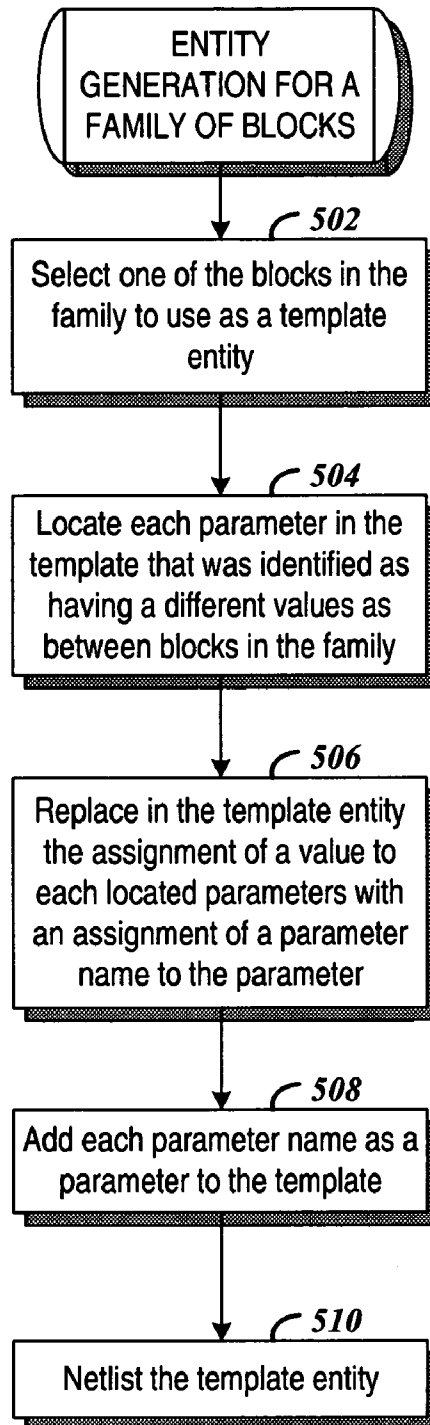 ENTITY
GENERATION FOR A
FAMILY OF BLOCKS
502
Select one of the blocks in the
family to use as a template
entity
504
Locate each parameter in the
template that was identified as
having a different values as
between blocks in the family
506
Replace in the template entity
the assignment of a value to
each located parameters with
an assignment of a parameter
name to the parameter
508
Add each parameter name as a
parameter to the template
510
Netlist the template entity